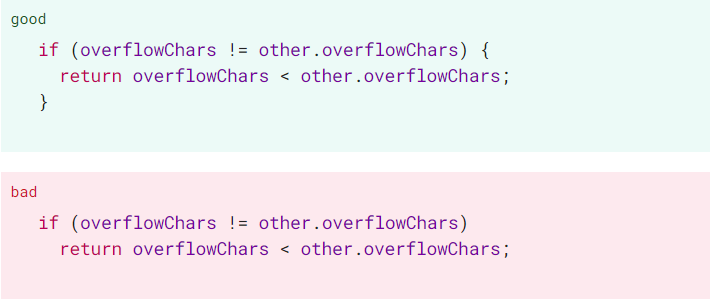 good
if (overflowChars != other.overflowChars) {
  return overflowChars < other.overflowChars;
}
bad
if (overflowChars != other.overflowChars)
  return overflowChars < other.overflowChars;